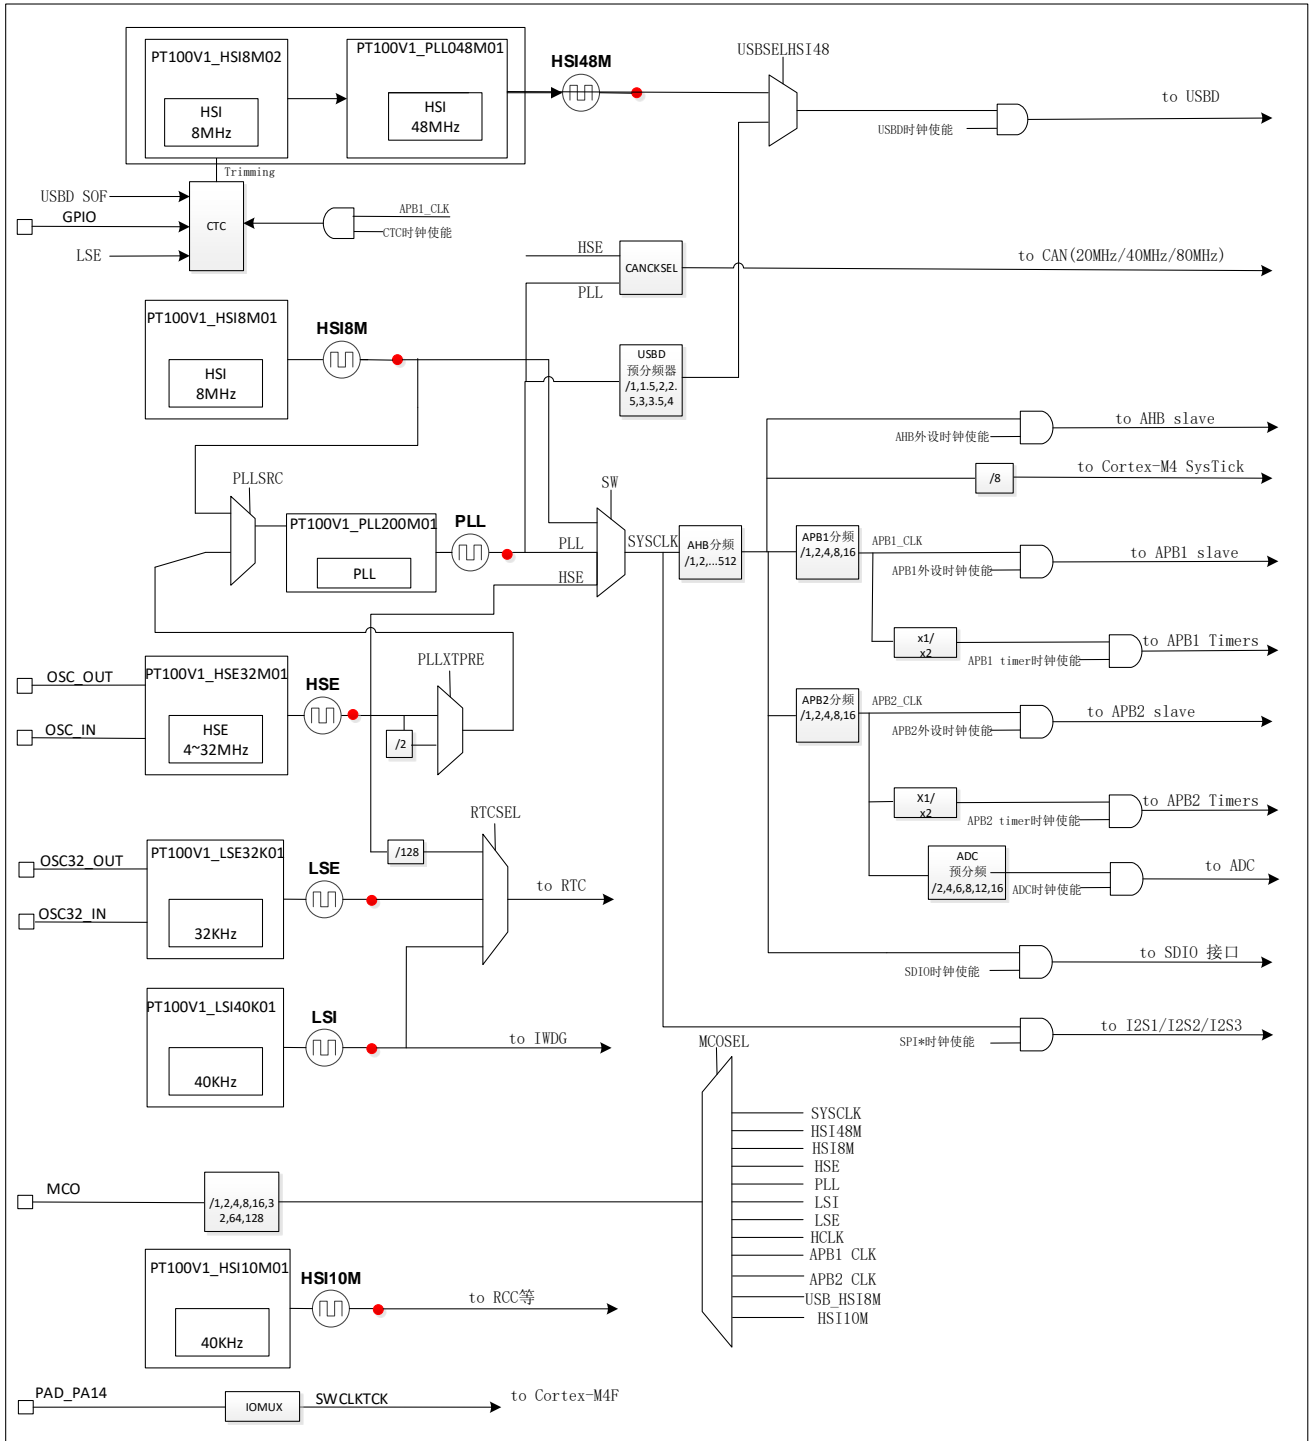 PT100V1_HSI8M02
HSI
8MHz
PT100V1_PLL048M01
HSI
48MHz
HSI48M
USBSELHSI48
USBD时钟使能
to USBD
Trimming
USBD SOF
GPIO
LSE
CTC
APB1_CLK
CTC时钟使能
HSE
PLL
CANCKSEL
to CAN(20MHz/40MHz/80MHz)
PT100V1_HSI8M01
HSI
8MHz
HSI8M
USBD
预分频器
/1,1.5,2,2.
5,3,3.5,4
AHB外设时钟使能
to AHB slave
/8
to Cortex-M4 SysTick
PLLSRC
PT100V1_PLL200M01
PLL
PLL
SW
PLL
HSE
SYSCLK
AHB分频
/1,2,...512
APB1分频
/1,2,4,8,16
APB1_CLK
APB1外设时钟使能
to APB1 slave
x1/
x2
APB1 timer时钟使能
to APB1 Timers
OSC_OUT
OSC_IN
PT100V1_HSE32M01
HSE
4~32MHz
HSE
PLLXTPRE
/2
APB2分频
/1,2,4,8,16
APB2_CLK
APB2外设时钟使能
to APB2 slave
X1/
x2
APB2 timer时钟使能
to APB2 Timers
RTCSEL
/128
OSC32_OUT
OSC32_IN
PT100V1_LSE32K01
32KHz
LSE
to RTC
ADC
预分频
/2,4,6,8,12,16
ADC时钟使能
to ADC
SDIO时钟使能
to SDIO 接口
PT100V1_LSI40K01
40KHz
LSI
to IWDG
SPI*时钟使能
to I2S1/I2S2/I2S3
MCOSEL
SYSCLK
HSI48M
HSI8M
HSE
PLL
LSI
LSE
HCLK
APB1 CLK
APB2 CLK
USB_HSI8M
HSI10M
MCO
/1,2,4,8,16,3
2,64,128
PT100V1_HSI10M01
40KHz
HSI10M
to RCC等
PAD_PA14
IOMUX
SWCLKTCK
to Cortex-M4F